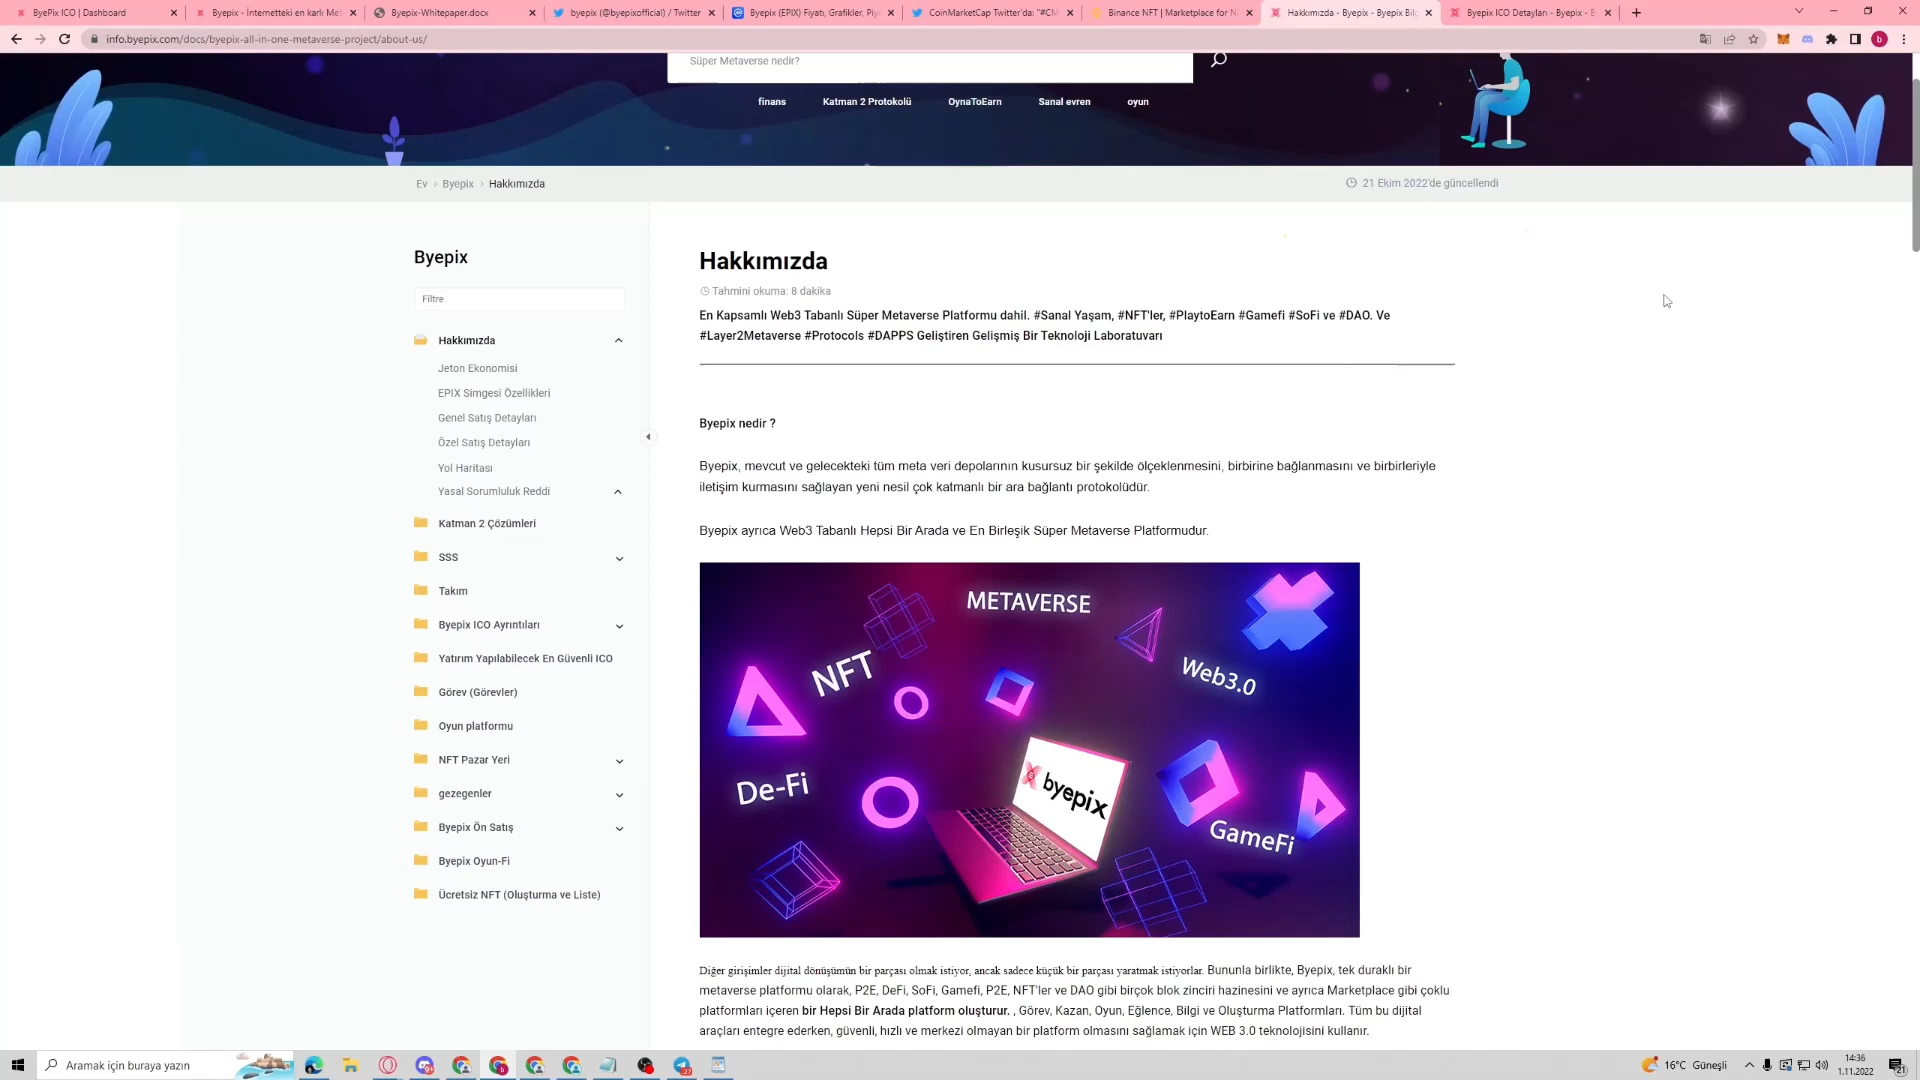 ByePix ICO | Dashboard
Byepix - İnternetteki en karlı Met
Byepix-Whitepaper.docx
byepix (@byepixofficial) / Twitter
Byepix (EPIX) Fiyatı, Grafikler, Piya
CoinMarketCap Twitter'da: "#CM
Binance NFT | Marketplace for N
Hakkımızda - Byepix - Byepix Bilg
Byepix ICO Detayları - Byepix - B
info.byepix.com/docs/byepix-all-in-one-metaverse-project/about-us/
b
Süper Metaverse nedir?
finans
Katman 2 Protokolü
OynaToEarn
Sanal evren
oyun
Ev > Byepix > Hakkımızda
21 Ekim 2022'de güncellendi
Byepix
Filtre
Hakkımızda
Jeton Ekonomisi
EPIX Simgesi Özellikleri
Genel Satış Detayları
Özel Satış Detayları
Yol Haritası
Yasal Sorumluluk Reddi
Katman 2 Çözümleri
SSS
Takım
Byepix ICO Ayrıntıları
Yatırım Yapılabilecek En Güvenli ICO
Görev (Görevler)
Oyun platformu
NFT Pazar Yeri
gezegenler
Byepix Ön Satış
Byepix Oyun-Fi
Ücretsiz NFT (Oluşturma ve Liste)
Hakkımızda
Tahmini okuma: 8 dakika
En Kapsamlı Web3 Tabanlı Süper Metaverse Platformu dahil. #Sanal Yaşam, #NFT'ler, #PlaytoEarn #Gamefi #SoFi ve #DAO. Ve
#Layer2Metaverse #Protocols #DAPPS Geliştiren Gelişmiş Bir Teknoloji Laboratuvarı
Byepix nedir ?
Byepix, mevcut ve gelecekteki tüm meta veri depolarının kusursuz bir şekilde ölçeklenmesini, birbirine bağlanmasını ve birbirleriyle
iletişim kurmasını sağlayan yeni nesil çok katmanlı bir ara bağlantı protokolüdür.
Byepix ayrıca Web3 Tabanlı Hepsi Bir Arada ve En Birleşik Süper Metaverse Platformudur.
METAVERSE
NFT
Web3.0
De-Fi
byepix
GameFi
Diğer girişimler dijital dönüşümün bir parçası olmak istiyor, ancak sadece küçük bir parçası yaratmak istiyorlar. Bununla birlikte, Byepix, tek duraklı bir
metaverse platformu olarak, P2E, DeFi, SoFi, Gamefi, P2E, NFT'ler ve DAO gibi birçok blok zinciri hazinesini ve ayrıca Marketplace gibi çoklu
platformları içeren bir Hepsi Bir Arada platform oluşturur. , Görev, Kazan, Oyun, Eğlence, Bilgi ve Oluşturma Platformları. Tüm bu dijital
araçları entegre ederken, güvenli, hızlı ve merkezi olmayan bir platform olmasını sağlamak için WEB 3.0 teknolojisini kullanır.
Aramak için buraya yazın
16°C Güneşli
14:36
1.11.2022
21